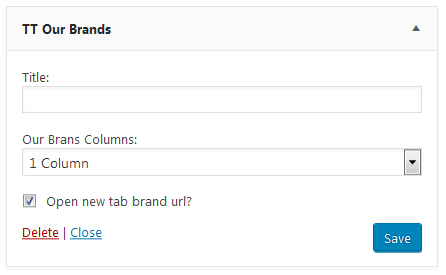 TT Our Brands
Title:
Our Brans Columns:
1 Column
Open new tab brand url?
Delete | Close
Save